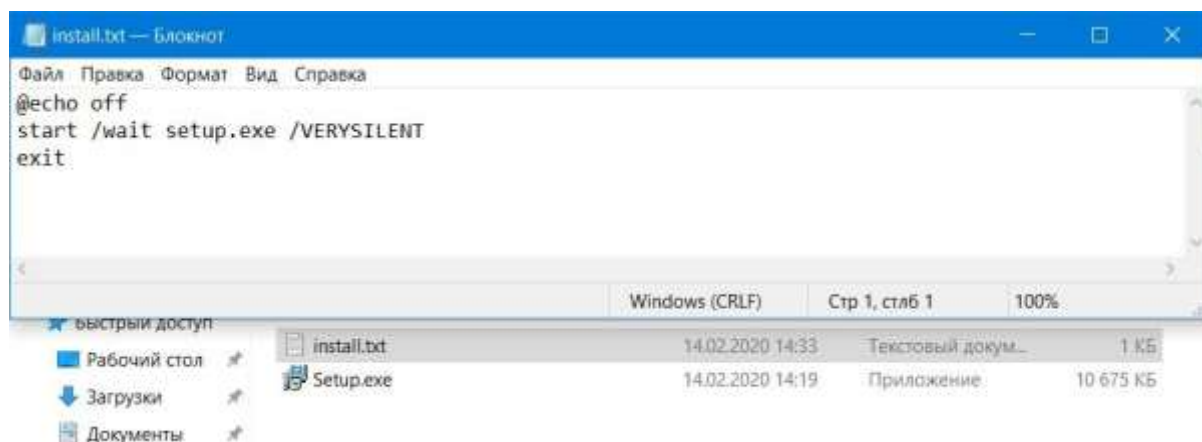 install.txt — Блокнот
Файл Правка Формат Вид Справка
@echo off
start /wait setup.exe /VERYSILENT
exit
Windows (CRLF) Стр 1, стлб 1 100%
Быстрый доступ
install.txt 14.02.2020 14:33 Текстовый докум... 1 КБ
Рабочий стол
Setup.exe 14.02.2020 14:19 Приложение 10 675 КБ
Загрузки
Документы